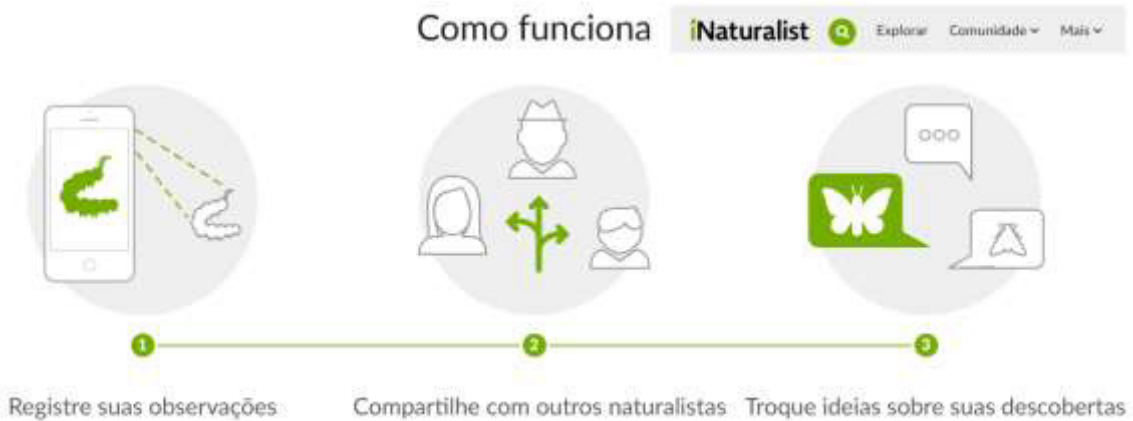 Como funciona
iNaturalist Explorar Comunidade Mais
1 2 3
Registre suas observações
Compartilhe com outros naturalistas
Troque ideias sobre suas descobertas